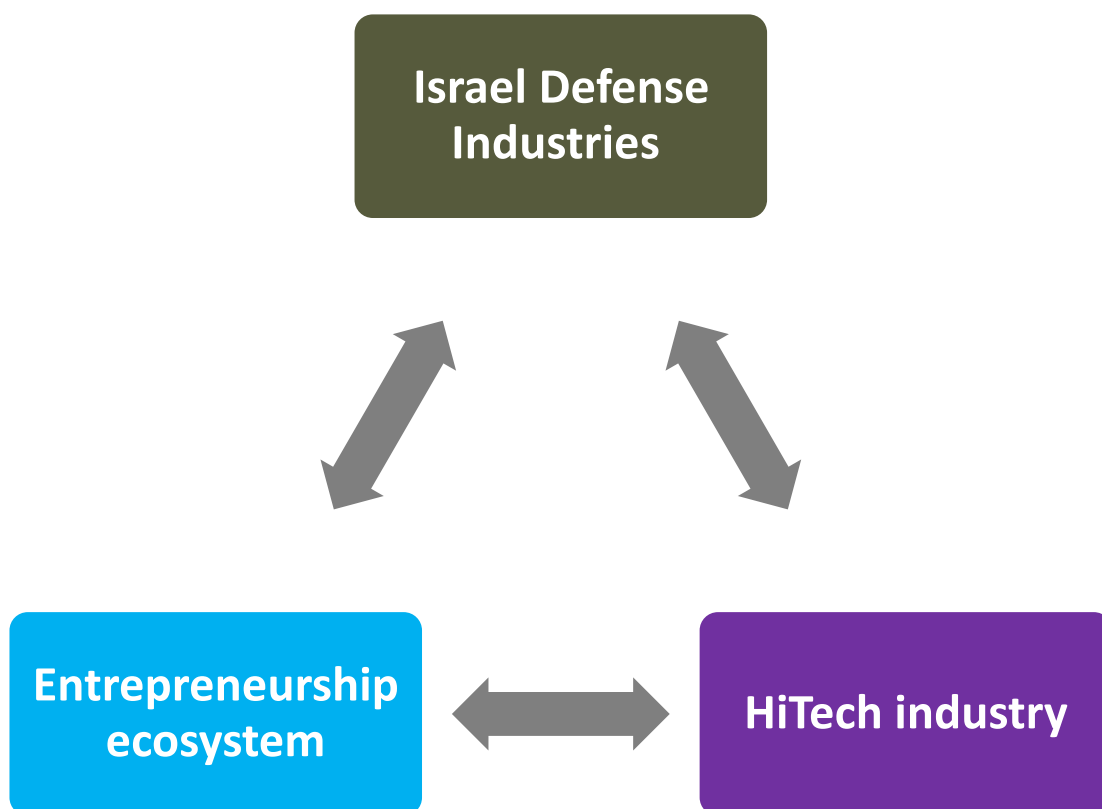 Israel Defense
Industries
Entrepreneurship
ecosystem
HiTech industry